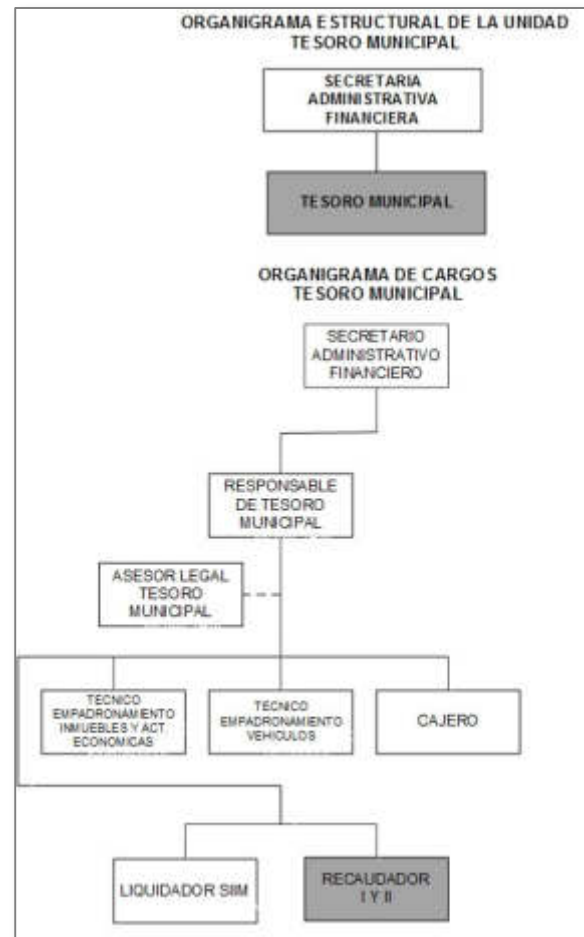 ORGANIGRAMA ESTRUCTURAL DE LA UNIDAD
TESORO MUNICIPAL
SECRETARIA
ADMINISTRATIVA
FINANCIERA
TESORO MUNICIPAL
ORGANIGRAMA DE CARGOS
TESORO MUNICIPAL
SECRETARIO
ADMINISTRATIVO
FINANCIERO
RESPONSABLE
DE TESORO
MUNICIPAL
ASESOR LEGAL
TESORO
MUNICIPAL
TECNICO
EMPADRONAMIENTO
INMUEBLES Y ACT.
ECONOMICAS
TECNICO
EMPADRONAMIENTO
VEHICULOS
CAJERO
LIQUIDADOR SIIM
RECAUDADOR
I Y II